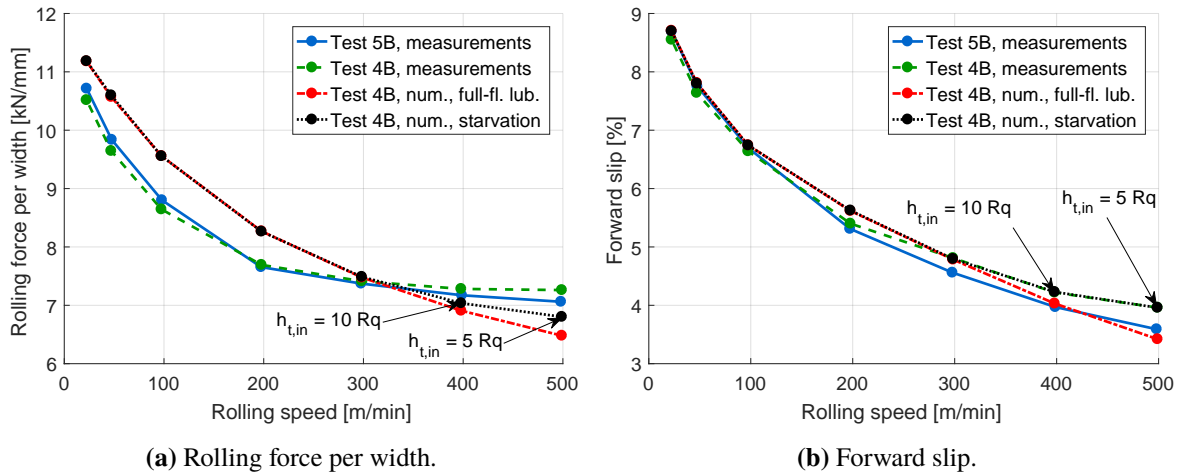 12
11
10
9
8
7
6
Rolling force per width [kN/mm]
Test 5B, measurements
Test 4B, measurements
Test 4B, num., full-fl. lub.
Test 4B, num., starvation
h_t,in = 10 Rq
h_t,in = 5 Rq
0 100 200 300 400 500
Rolling speed [m/min]
(a) Rolling force per width.
9
8
7
6
5
4
3
Forward slip [%]
Test 5B, measurements
Test 4B, measurements
Test 4B, num., full-fl. lub.
Test 4B, num., starvation
h_t,in = 10 Rq
h_t,in = 5 Rq
0 100 200 300 400 500
Rolling speed [m/min]
(b) Forward slip.